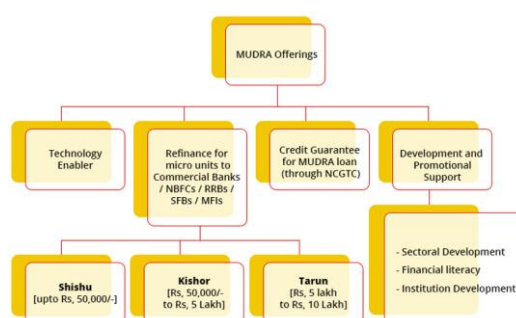 MUDRA Offerings
Technology
Enabler
Refinance for
micro units to
Commercial Banks
/ NBFCs / RRBs /
SFBs / MFIs
Credit Guarantee
for MUDRA loan
(through NCGTC)
Development and
Promotional
Support
Shishu
[upto Rs, 50,000/-]
Kishor
[Rs, 50,000/-
to Rs, 5 Lakh]
Tarun
[Rs, 5 lakh
to Rs, 10 Lakh]
- Sectoral Development
- Financial literacy
- Institution Development